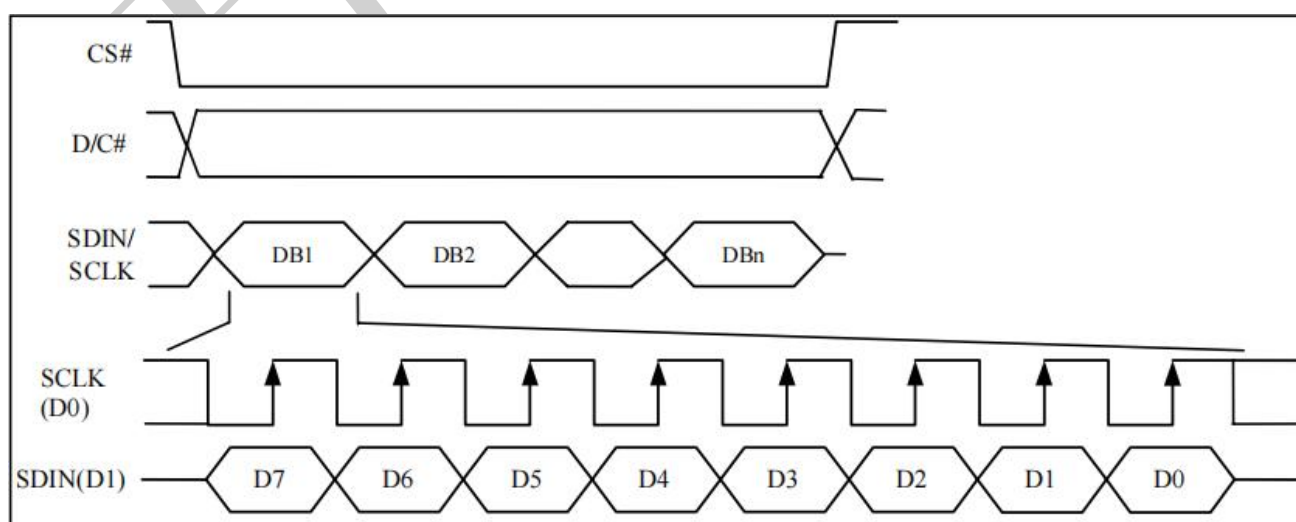 CS#
D/C#
SDIN/
SCLK
DB1 DB2 DBn
SCLK
(D0)
SDIN(D1) D7 D6 D5 D4 D3 D2 D1 D0